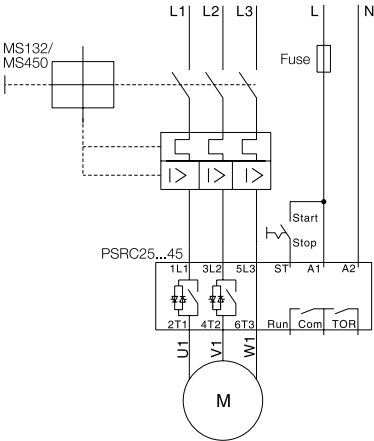 L1 L2 L3 L N
MS132/
MS450
Fuse
I> I> I>
Start
Stop
PSRC25...45
1L1 3L2 5L3 ST A1 A2
2T1 4T2 6T3 Run Com TOR
U1 V1 W1
M